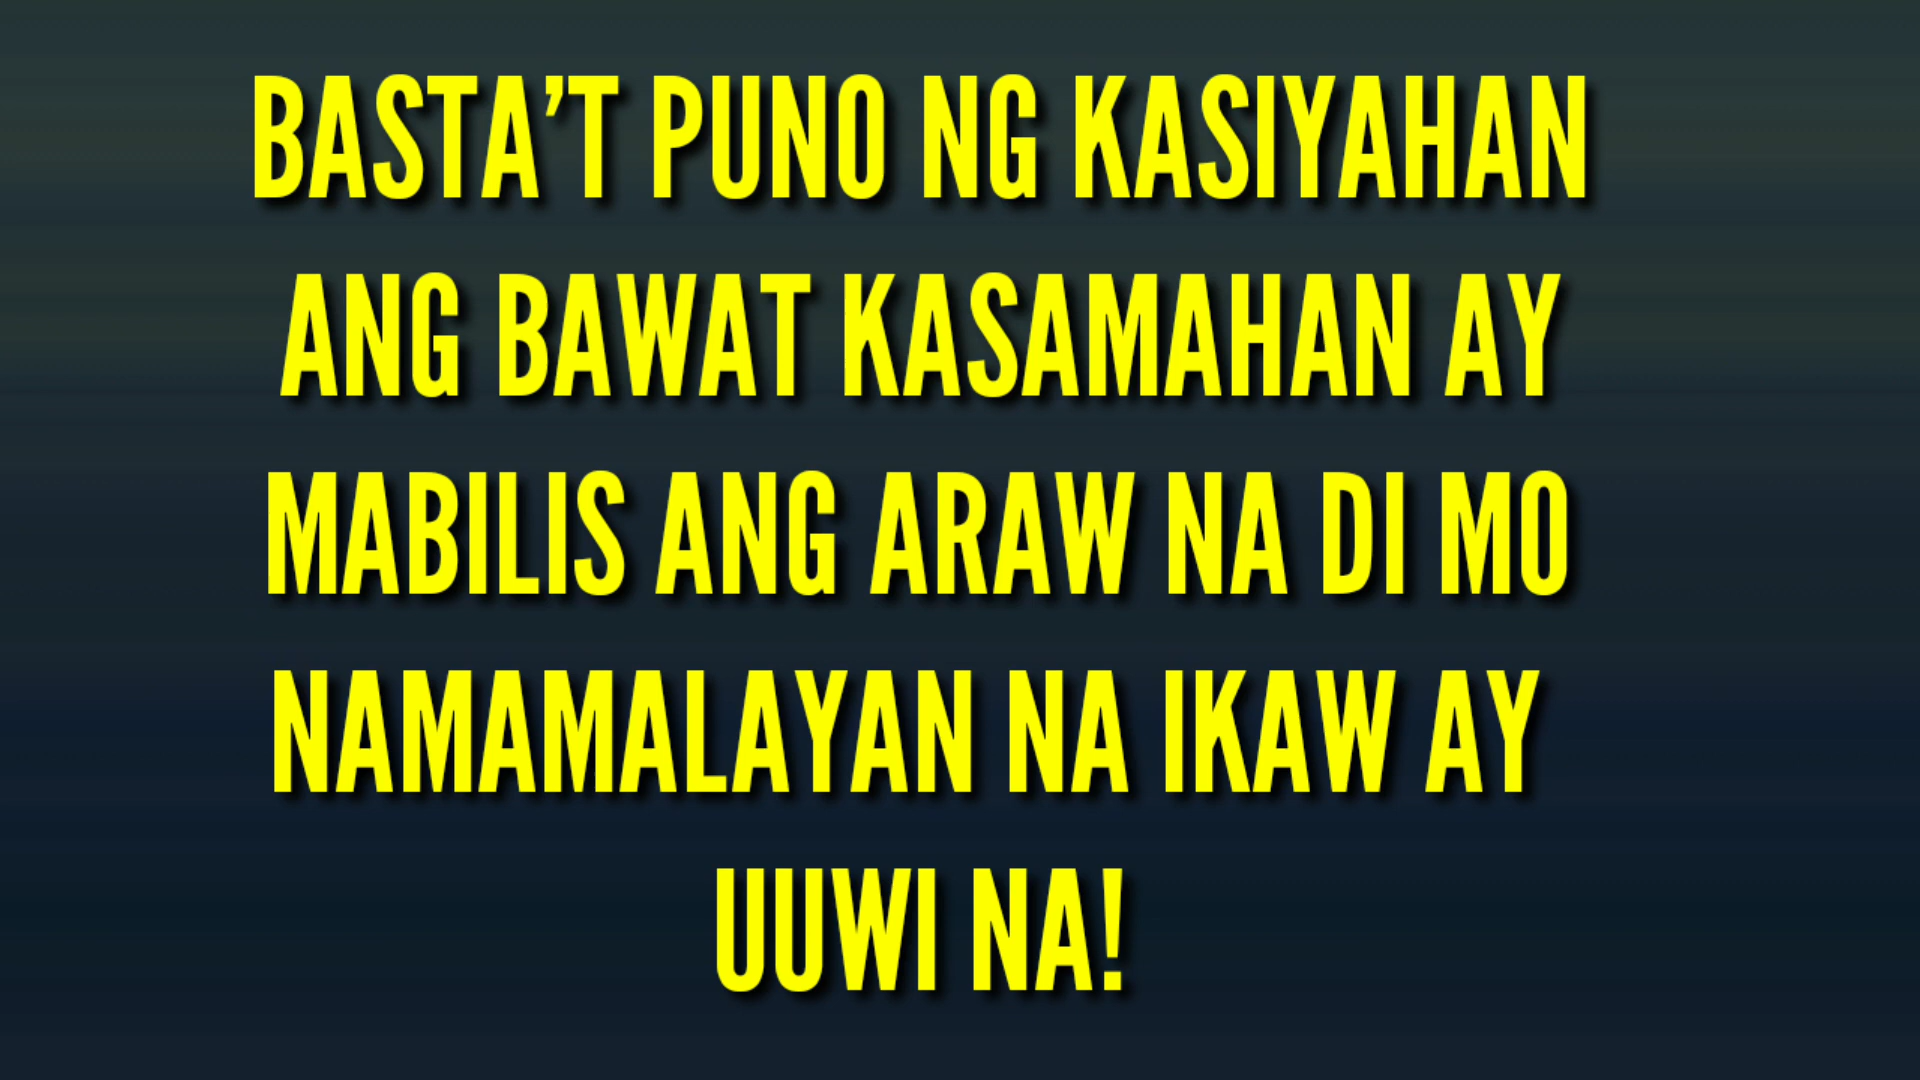 BASTA'T PUNO NG KASIYAHAN
ANG BAWAT KASAMAHAN AY
MABILIS ANG ARAW NA DI MO
NAMAMALAYAN NA IKAW AY
UUWI NA!